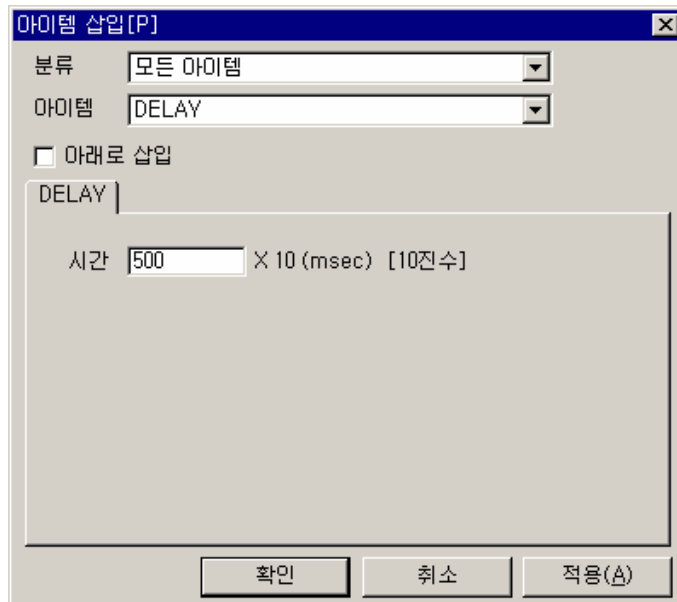 아이템 삽입[P]
분류 모든 아이템
아이템 DELAY
아래로 삽입
DELAY
시간 500 X 10 (msec) [10진수]
확인 취소 적용(A)